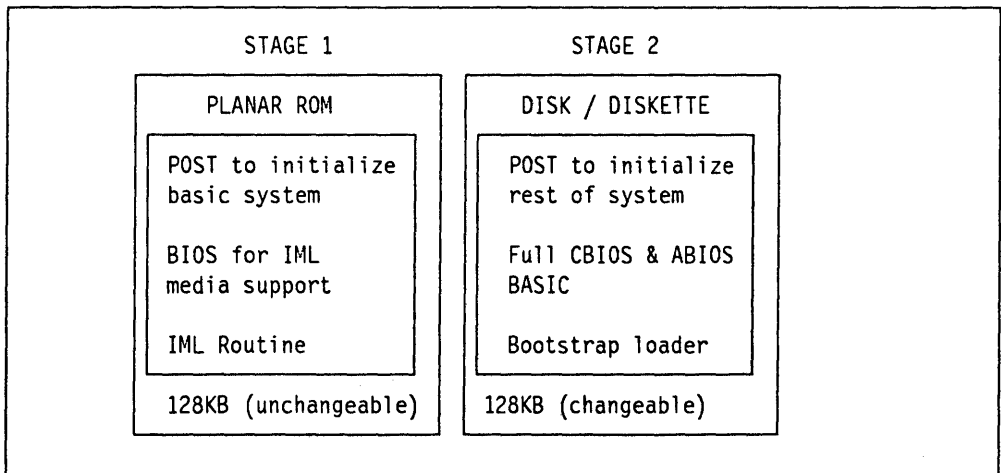 STAGE 1
PLANAR ROM
POST to initialize
basic system
BIOS for IML
media support
IML Routine
128KB (unchangeable)
STAGE 2
DISK / DISKETTE
POST to initialize
rest of system
Full CBIOS & ABIOS
BASIC
Bootstrap loader
128KB (changeable)